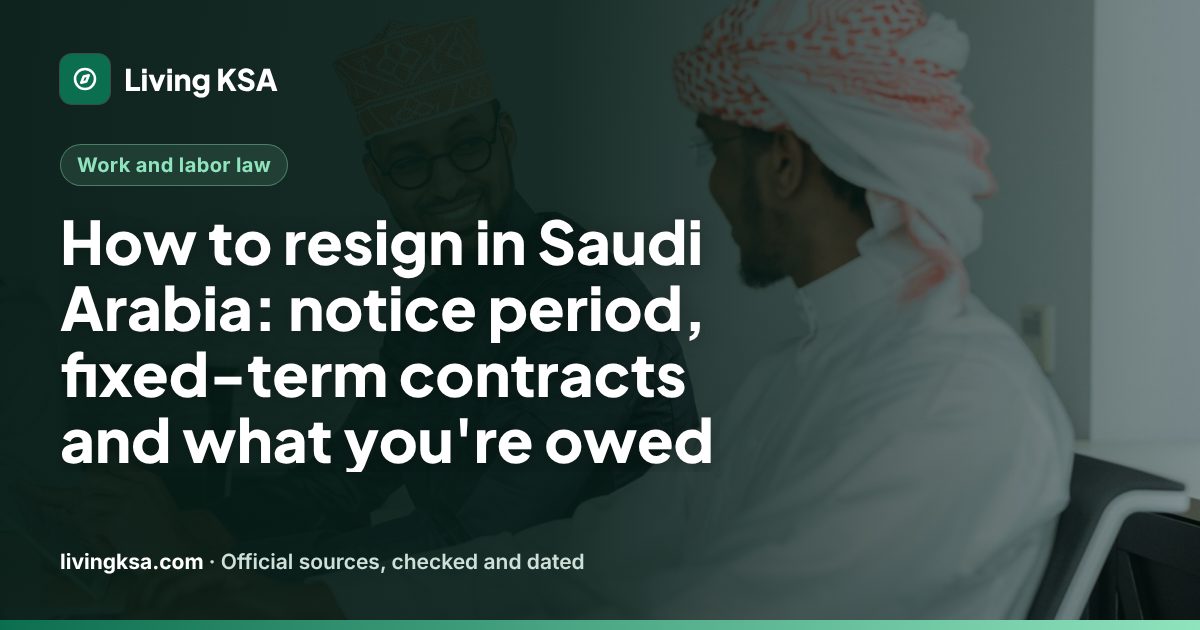 Living KSA
Work and labor law
How to resign in Saudi
Arabia: notice period,
fixed-term contracts
and what you're owed
livingksa.com · Official sources, checked and dated